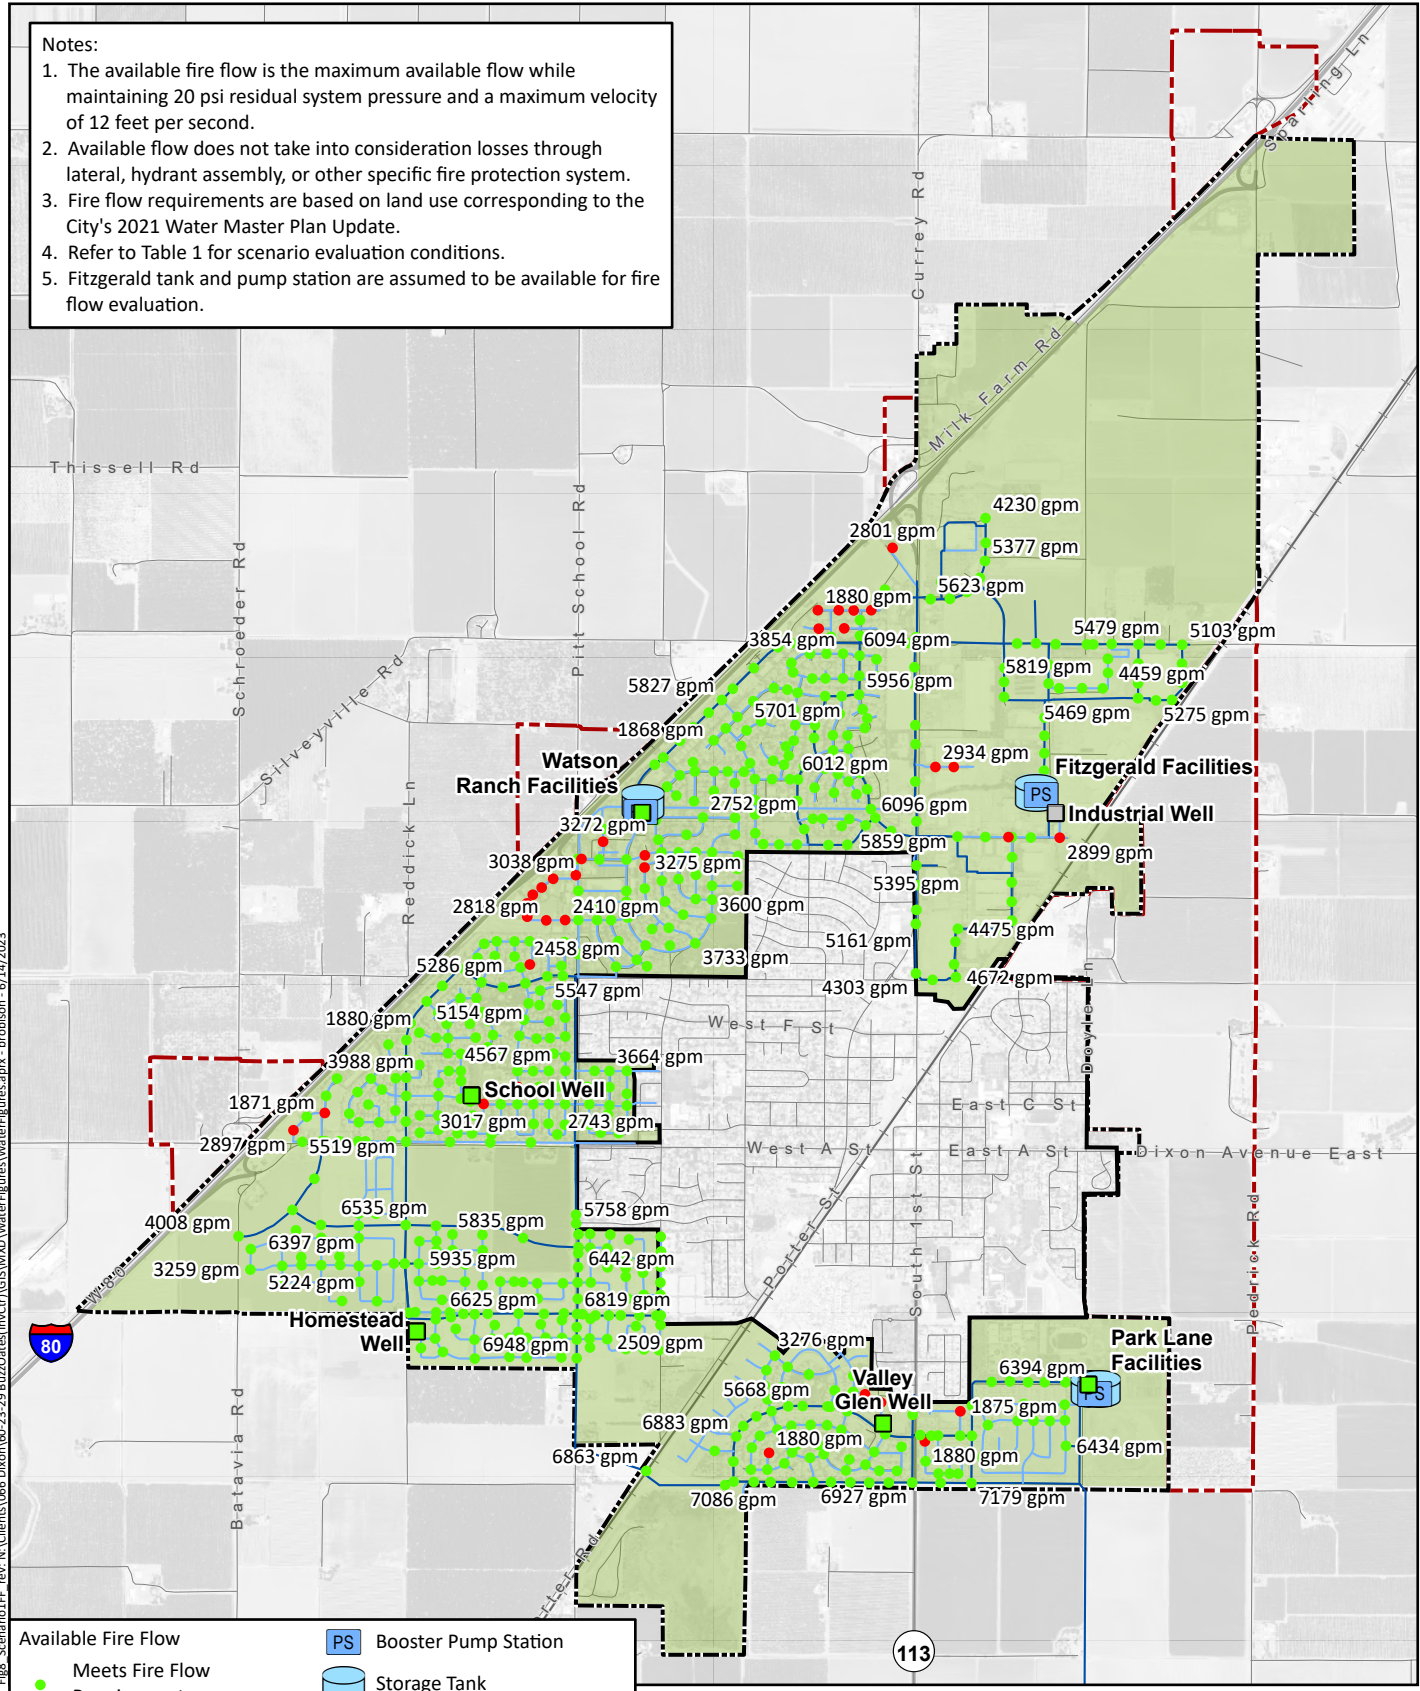 Notes:
1. The available fire flow is the maximum available flow while
maintaining 20 psi residual system pressure and a maximum velocity
of 12 feet per second.
2. Available flow does not take into consideration losses through
lateral, hydrant assembly, or other specific fire protection system.
3. Fire flow requirements are based on land use corresponding to the
City's 2021 Water Master Plan Update.
4. Refer to Table 1 for scenario evaluation conditions.
5. Fitzgerald tank and pump station are assumed to be available for fire
flow evaluation.
Sparling Ln
Currey Rd
Milk Farm Rd
Thissell Rd
Pitt School Rd
Schroeder Rd
Silveyville Rd
Reddick Ln
4230 gpm
2801 gpm
5377 gpm
5623 gpm
1880 gpm
5479 gpm
5103 gpm
3854 gpm
6094 gpm
5819 gpm
4459 gpm
5956 gpm
5827 gpm
5701 gpm
5469 gpm
5275 gpm
1868 gpm
2934 gpm
Watson
Ranch Facilities
6012 gpm
Fitzgerald Facilities
PS
2752 gpm
6096 gpm
Industrial Well
3272 gpm
5859 gpm
2899 gpm
3038 gpm
3275 gpm
5395 gpm
2818 gpm
2410 gpm
3600 gpm
4475 gpm
2458 gpm
5161 gpm
5286 gpm
3733 gpm
4672 gpm
5547 gpm
4303 gpm
5154 gpm
1880 gpm
West F St
Doyle Ln
4567 gpm
3664 gpm
3988 gpm
School Well
1871 gpm
East C St
3017 gpm
2743 gpm
2897 gpm
5519 gpm
West A St
East A St
Dixon Avenue East
6535 gpm
5758 gpm
4008 gpm
5835 gpm
6397 gpm
5935 gpm
6442 gpm
3259 gpm
5224 gpm
Porter St
South 1st St
Pedrick Rd
W 80
6625 gpm
6819 gpm
Homestead
Well
80
6948 gpm
2509 gpm
3276 gpm
Park Lane
Facilities
6394 gpm
PS
5668 gpm
Valley
Glen Well
1875 gpm
6883 gpm
1880 gpm
1880 gpm
6434 gpm
6863 gpm
Batavia Rd
7086 gpm
6927 gpm
7179 gpm
rter Rd
113
Available Fire Flow
Meets Fire Flow
PS Booster Pump Station
Storage Tank